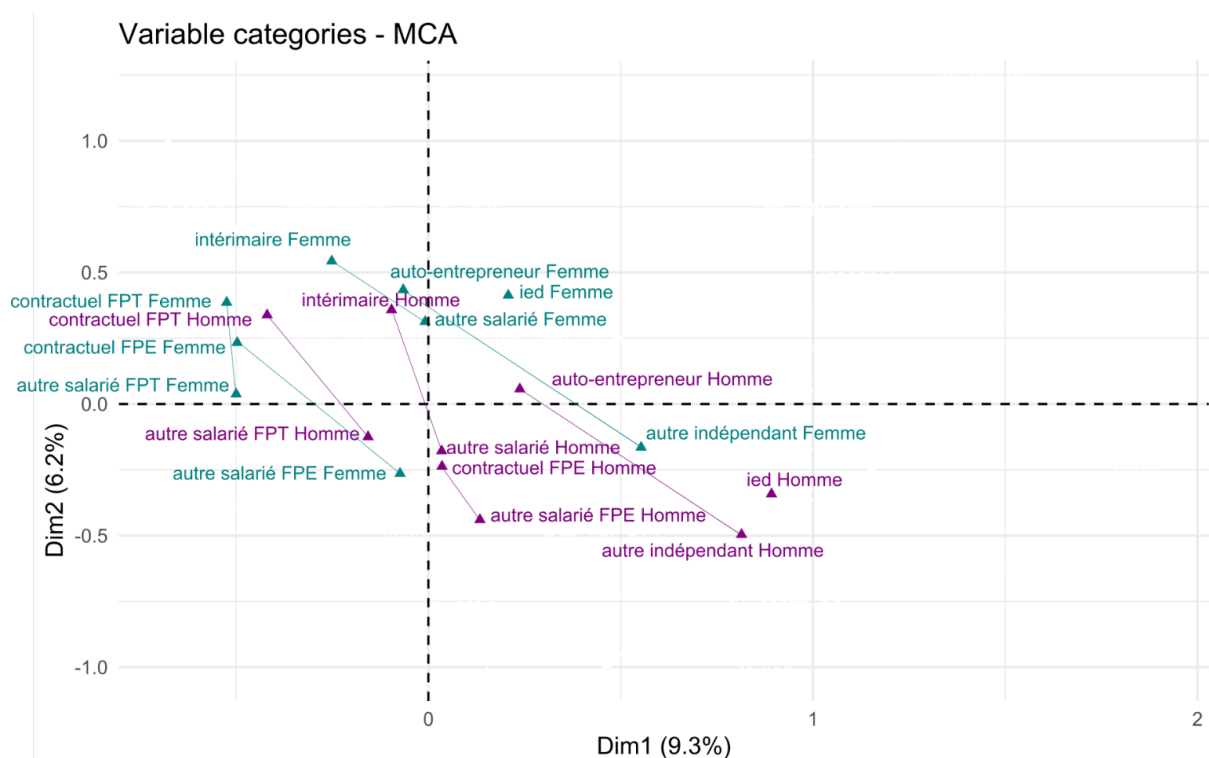 Variable categories - MCA
1.0
intérimaire Femme
auto-entrepreneur Femme
0.5
ied Femme
contractuel FPT Femme
intérimaire Homme
contractuel FPT Homme
autre salarié Femme
contractuel FPE Femme
auto-entrepreneur Homme
autre salarié FPT Femme
0.0
autre salarié FPT Homme
autre indépendant Femme
autre salarié Homme
contractuel FPE Homme
autre salarié FPE Femme
ied Homme
autre salarié FPE Homme
-0.5
autre indépendant Homme
Dim2 (6.2%)
-1.0
0
1
2
Dim1 (9.3%)